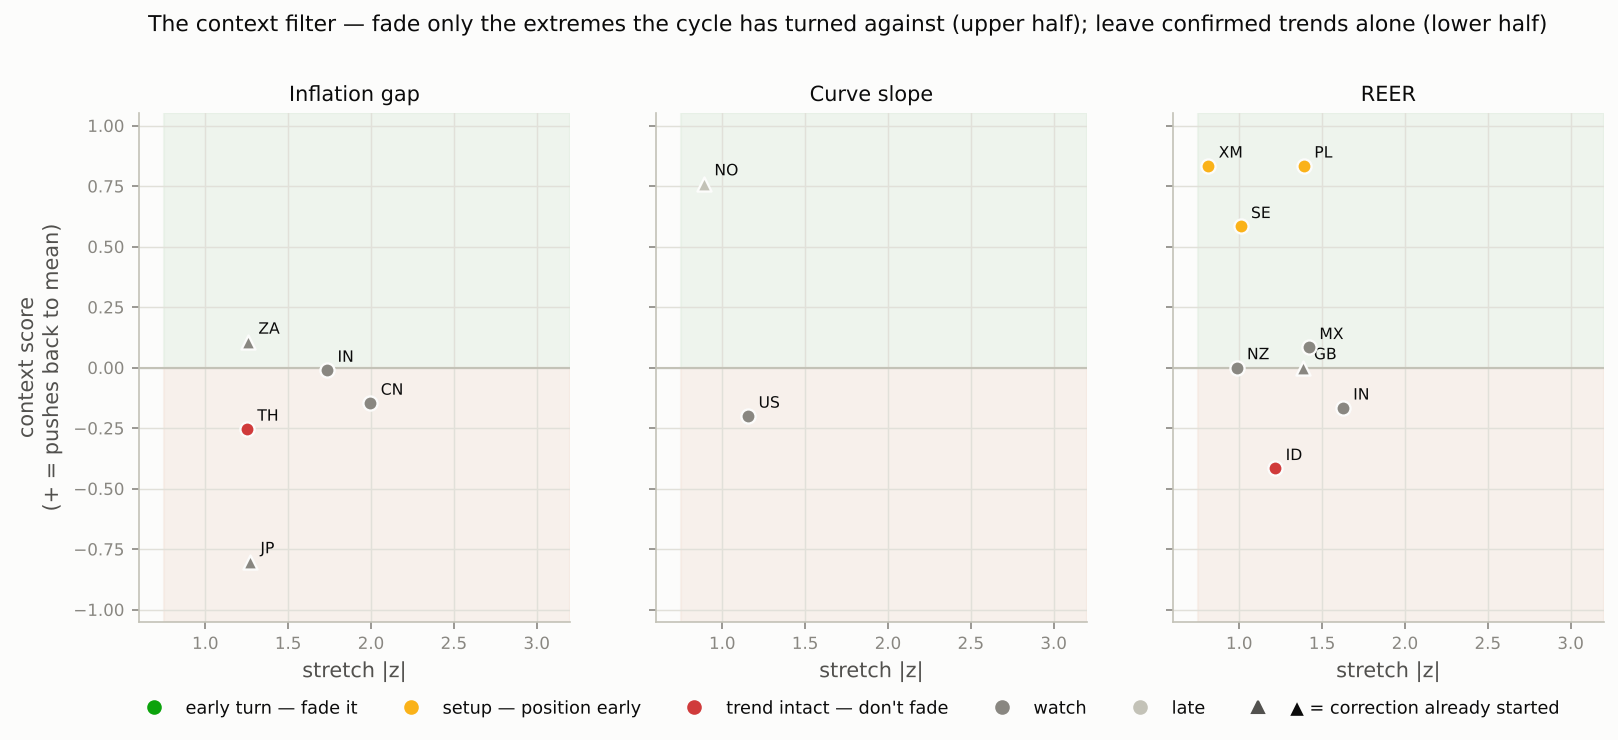 The context filter — fade only the extremes the cycle has turned against (upper half); leave confirmed trends alone (lower half)
Inflation gap
Curve slope
REER
context score
(+ = pushes back to mean)
1.00
0.75
0.50
0.25
0.00
−0.25
−0.50
−0.75
−1.00
ZA
IN
CN
TH
JP
NO
US
XM
PL
SE
MX
NZ
GB
IN
ID
1.0 1.5 2.0 2.5 3.0
1.0 1.5 2.0 2.5 3.0
1.0 1.5 2.0 2.5 3.0
stretch |z|
stretch |z|
stretch |z|
early turn — fade it setup — position early trend intact — don't fade watch late ▲ = correction already started